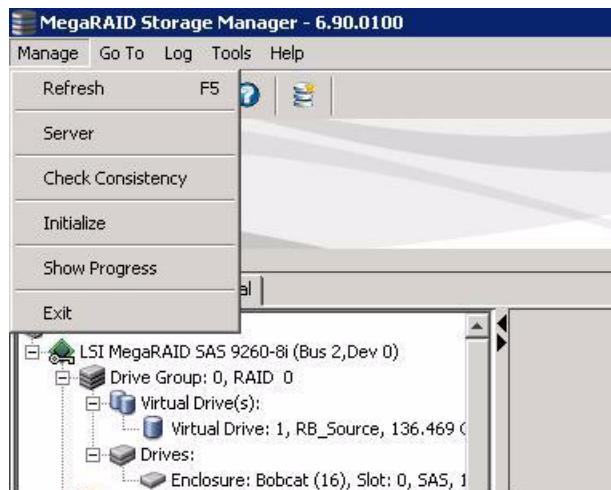 MegaRAID Storage Manager - 6.90.0100
Manage Go To Log Tools Help
Refresh F5
Server
Check Consistency
Initialize
Show Progress
Exit
LSI MegaRAID SAS 9260-8i (Bus 2,Dev 0)
Drive Group: 0, RAID 0
Virtual Drive(s):
Virtual Drive: 1, RB_Source, 136.469
Drives:
Enclosure: Bobcat (16), Slot: 0, SAS,